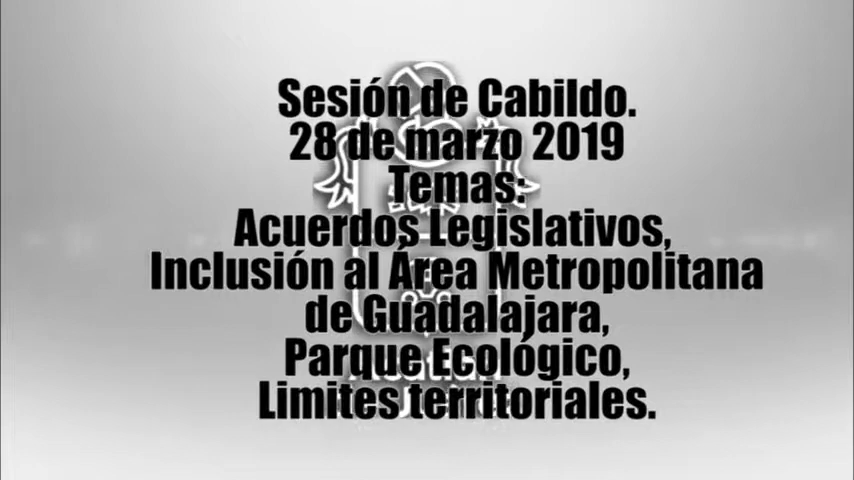 Sesión de Cabildo.
28 de marzo 2019
Temas:
Acuerdos Legislativos,
Inclusión al Área Metropolitana
de Guadalajara,
Parque Ecológico,
Limites territoriales.